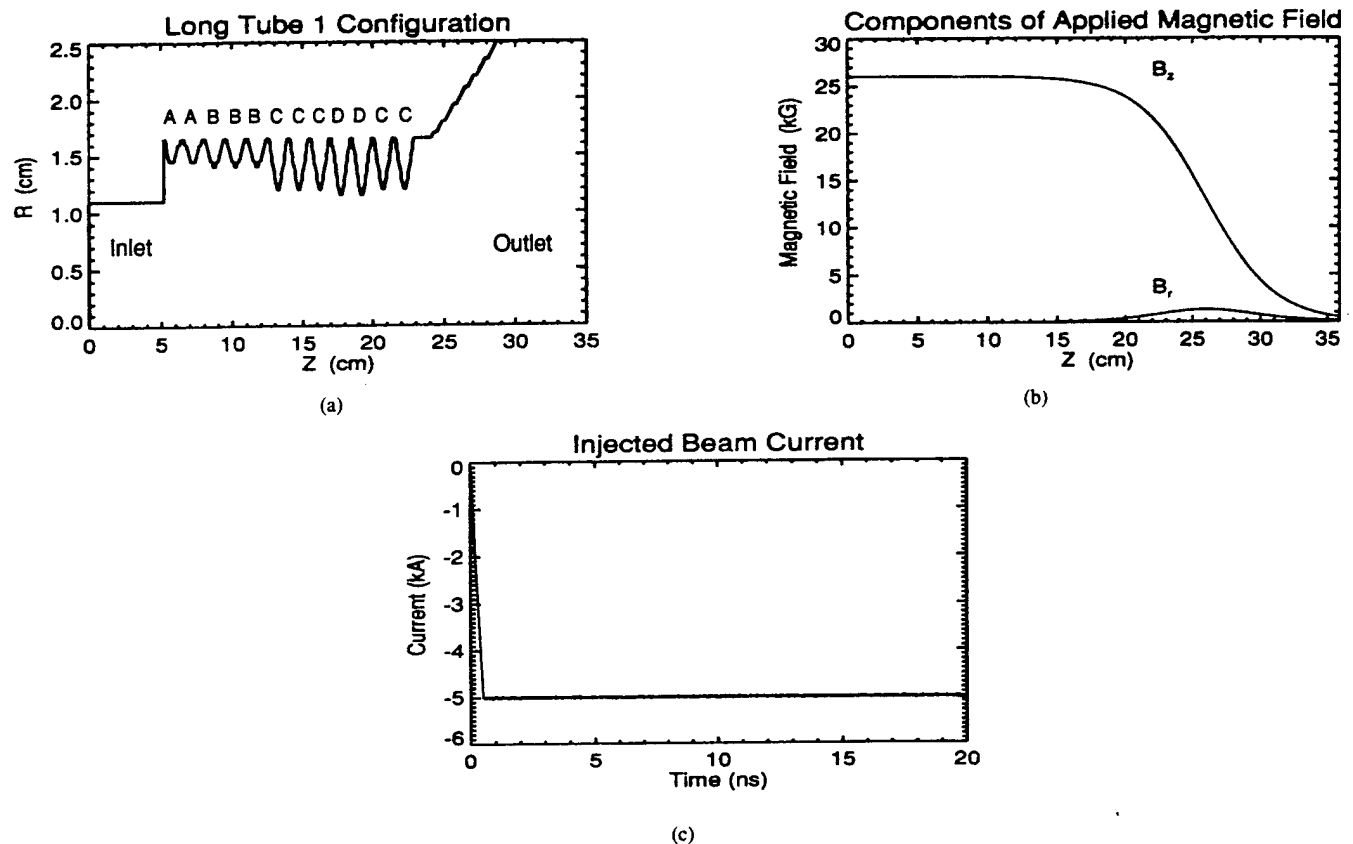 Long Tube 1 Configuration
2.5
2.0
1.5
1.0
0.5
0.0
R (cm)
A A B B B C C C D D C C
Inlet
Outlet
0 5 10 15 20 25 30 35
Z (cm)
(a)
Components of Applied Magnetic Field
30
25
20
15
10
5
0
Magnetic Field (kG)
Bz
Br
0 5 10 15 20 25 30 35
Z (cm)
(b)
Injected Beam Current
0
-1
-2
-3
-4
-5
-6
Current (kA)
0 5 10 15 20
Time (ns)
(c)